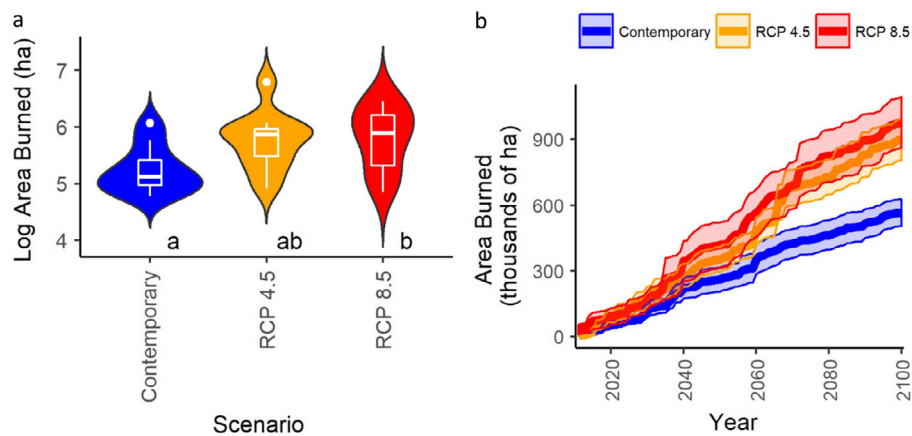 a
Log Area Burned (ha)
7
6
5
4
a
ab
b
Contemporary
RCP 4.5
RCP 8.5
Scenario
b
Contemporary
RCP 4.5
RCP 8.5
Area Burned
(thousands of ha)
900
600
300
0
2020
2040
2060
2080
2100
Year